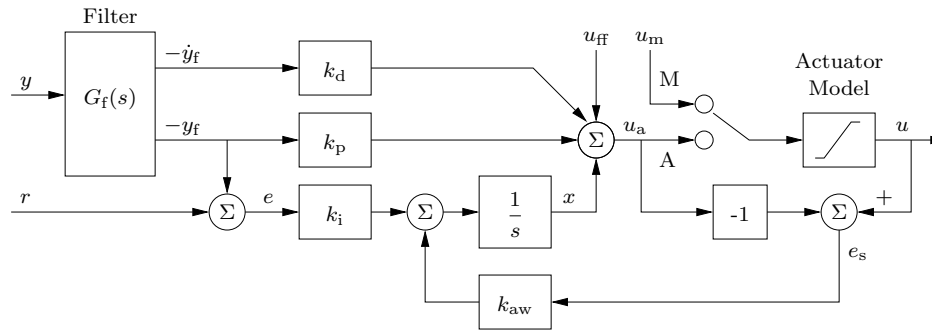 Filter
−ẏ_f
k_d
u_ff
u_m
M
Actuator
Model
y
G_f(s)
−y_f
k_p
Σ
u_a
A
u
r
Σ
e
k_i
Σ
1/s
x
-1
Σ
+
k_aw
e_s